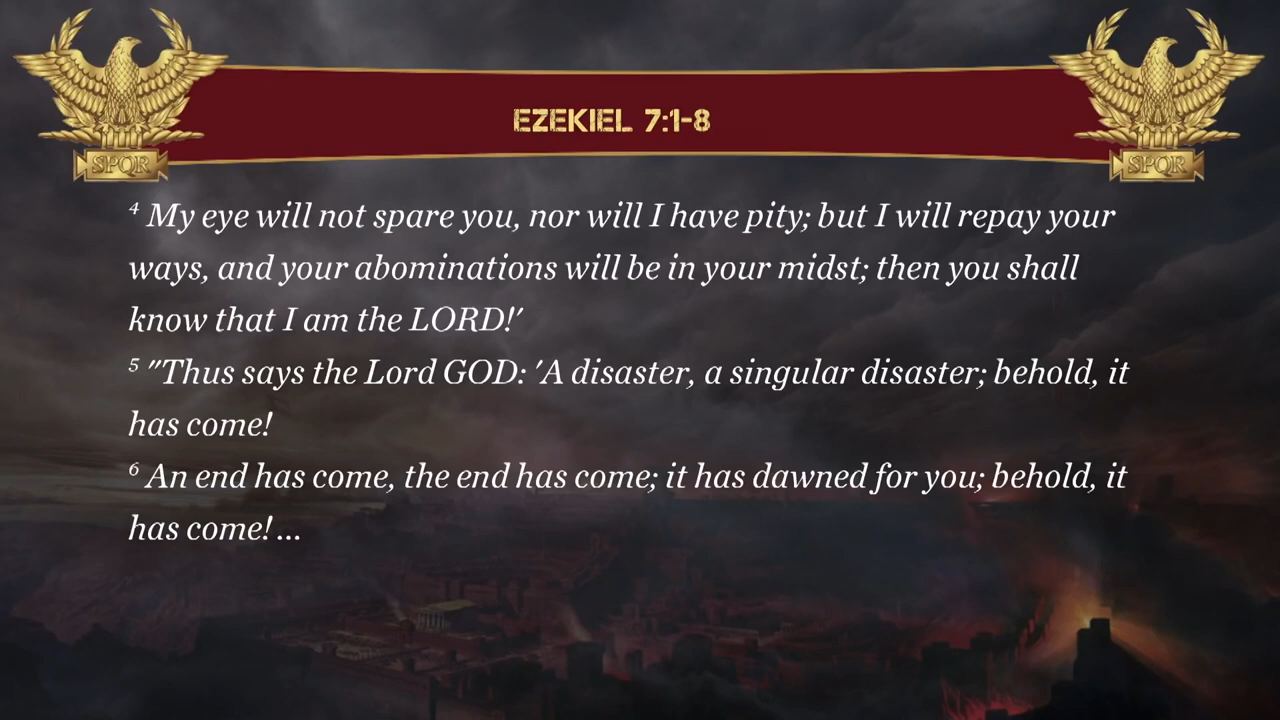 EZEKIEL 7:1-8
SPQR
SPQR
⁴ My eye will not spare you, nor will I have pity; but I will repay your
ways, and your abominations will be in your midst; then you shall
know that I am the LORD!'
⁵ "Thus says the Lord GOD: 'A disaster, a singular disaster; behold, it
has come!
⁶ An end has come, the end has come; it has dawned for you; behold, it
has come! ...